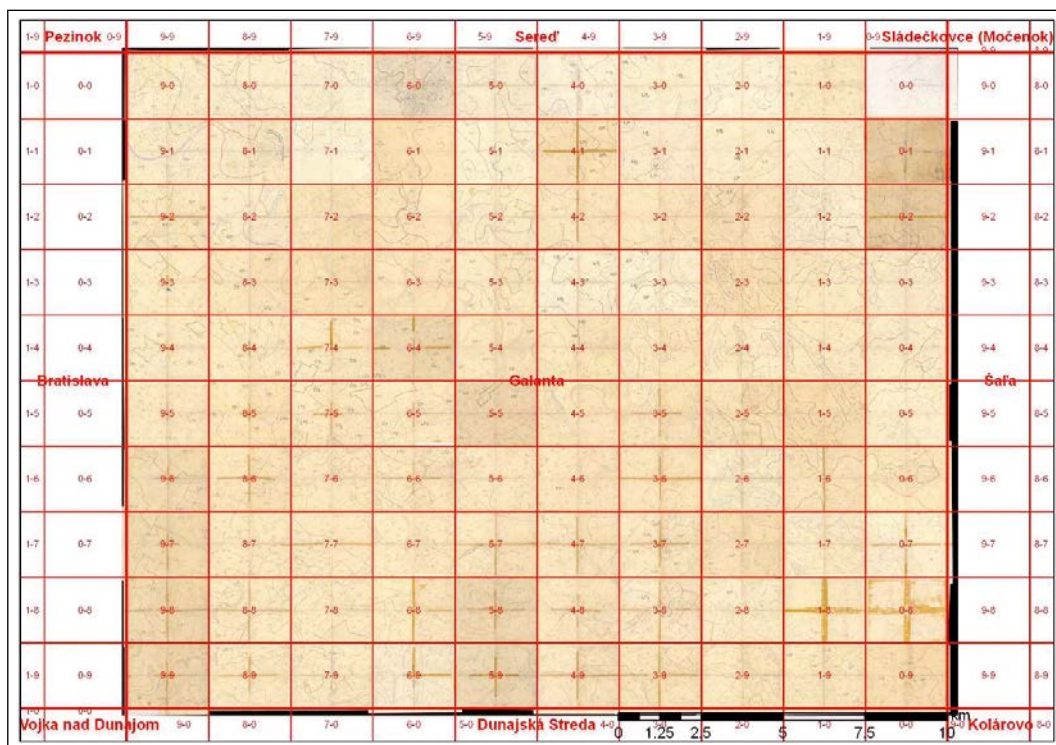 1-9 Pezinok 0-9 9-9 8-9 7-9 6-9 5-9 Sereď 4-9 3-9 2-9 1-9 0-9 Sládečkovce (Močenok)
9-9 8-9
1-0 0-0 9-0 8-0 7-0 6-0 5-0 4-0 3-0 2-0 1-0 0-0 9-0 8-0
1-1 0-1 9-1 8-1 7-1 6-1 5-1 4-1 3-1 2-1 1-1 0-1 9-1 8-1
1-2 0-2 9-2 8-2 7-2 6-2 5-2 4-2 3-2 2-2 1-2 0-2 9-2 8-2
1-3 0-3 9-3 8-3 7-3 6-3 5-3 4-3 3-3 2-3 1-3 0-3 9-3 8-3
1-4 0-4 9-4 8-4 7-4 6-4 5-4 4-4 3-4 2-4 1-4 0-4 9-4 8-4
Bratislava Galanta Šaľa
1-5 0-5 9-5 8-5 7-5 6-5 5-5 4-5 3-5 2-5 1-5 0-5 9-5 8-5
1-6 0-6 9-6 8-6 7-6 6-6 5-6 4-6 3-6 2-6 1-6 0-6 9-6 8-6
1-7 0-7 9-7 8-7 7-7 6-7 5-7 4-7 3-7 2-7 1-7 0-7 9-7 8-7
1-8 0-8 9-8 8-8 7-8 6-8 5-8 4-8 3-8 2-8 1-8 0-8 9-8 8-8
1-9 0-9 9-9 8-9 7-9 6-9 5-9 4-9 3-9 2-9 1-9 0-9 9-9 8-9
1-0 0-0
Vojka nad Dunajom 9-0 8-0 7-0 6-0 5-0 Dunajská Streda 4-0 3-0 2-0 1-0 0-0 9-0 Kolárovo 8-0
km
0 1.25 2.5 5 7.5 10